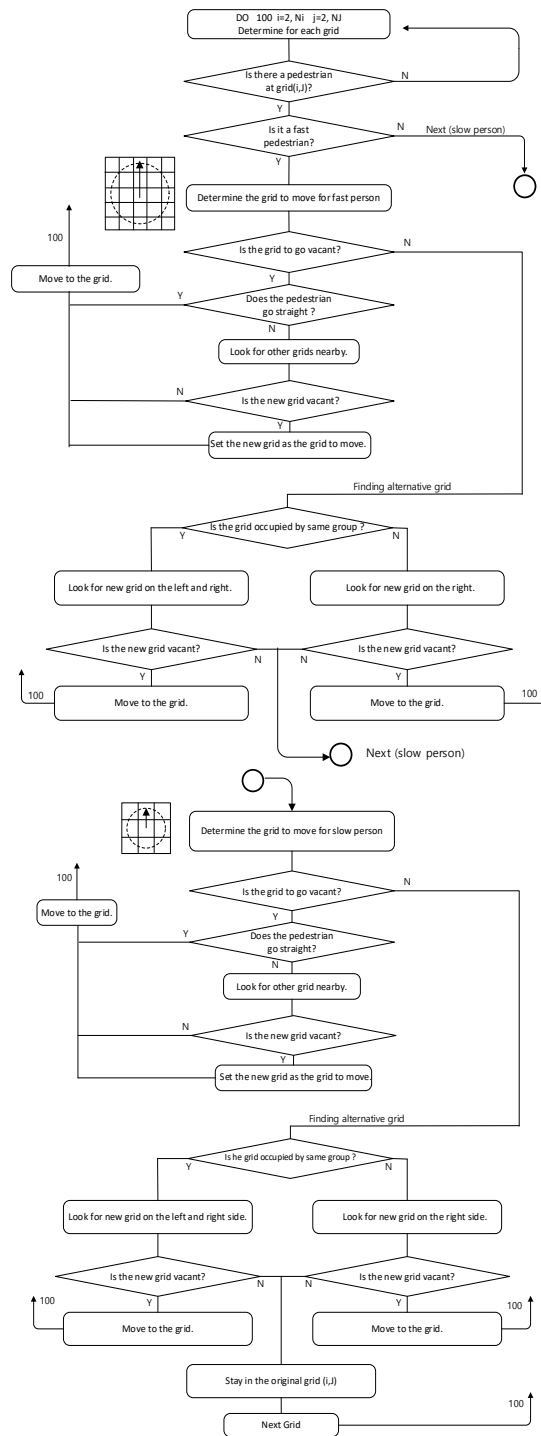 DO 100 i=2, Ni j=2, NJ
Determine for each grid
Is there a pedestrian
at grid(i,J)?
N
Y
Is it a fast
pedestrian?
N
Next (slow person)
Y
Determine the grid to move for fast person
100
Is the grid to go vacant?
N
Move to the grid.
Y
Y
Does the pedestrian
go straight ?
N
Look for other grids nearby.
N
Is the new grid vacant?
Y
Set the new grid as the grid to move.
Finding alternative grid
Is the grid occupied by same group ?
Y
N
Look for new grid on the left and right.
Look for new grid on the right.
Is the new grid vacant?
N
N
Is the new grid vacant?
Y
Y
100
Move to the grid.
Move to the grid.
100
Next (slow person)
Determine the grid to move for slow person
100
Is the grid to go vacant?
N
Move to the grid.
Y
Y
Does the pedestrian
go straight?
N
Look for other grid nearby.
N
Is the new grid vacant?
Y
Set the new grid as the grid to move.
Finding alternative grid
Is he grid occupied by same group ?
Y
N
Look for new grid on the left and right side.
Look for new grid on the right side.
Is the new grid vacant?
N
N
Is the new grid vacant?
100
Y
Y
100
Move to the grid.
Move to the grid.
Stay in the original grid (i,J)
100
Next Grid